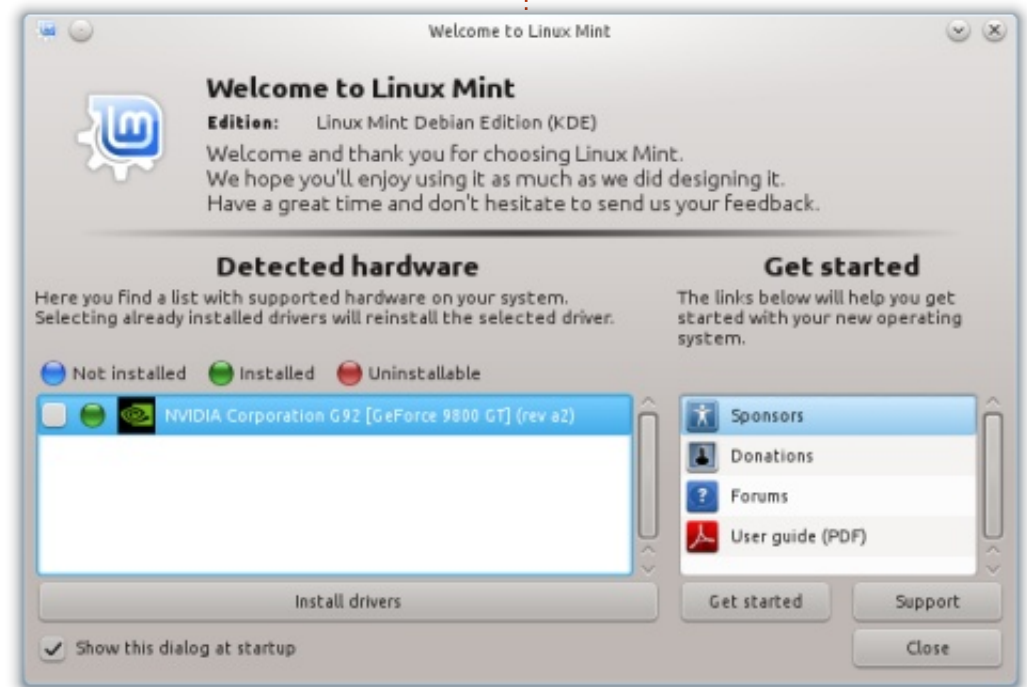 Welcome to Linux Mint
Welcome to Linux Mint
Edition: Linux Mint Debian Edition (KDE)
Welcome and thank you for choosing Linux Mint.
We hope you'll enjoy using it as much as we did designing it.
Have a great time and don't hesitate to send us your feedback.
Detected hardware
Here you find a list with supported hardware on your system.
Selecting already installed drivers will reinstall the selected driver.
Not installed Installed Uninstallable
NVIDIA Corporation G92 [GeForce 9800 GT] (rev a2)
Install drivers
Show this dialog at startup
Get started
The links below will help you get
started with your new operating
system.
Sponsors
Donations
Forums
User guide (PDF)
Get started Support
Close